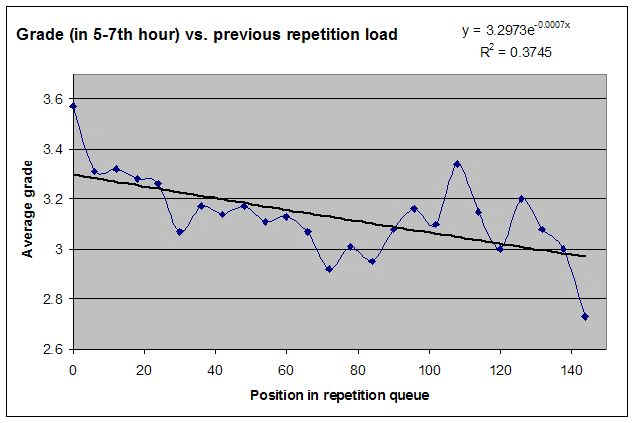 Grade (in 5-7th hour) vs. previous repetition load
y = 3.2973e^-0.0007x
R² = 0.3745
3.6
3.4
3.2
3
2.8
2.6
Average grade
0 20 40 60 80 100 120 140
Position in repetition queue